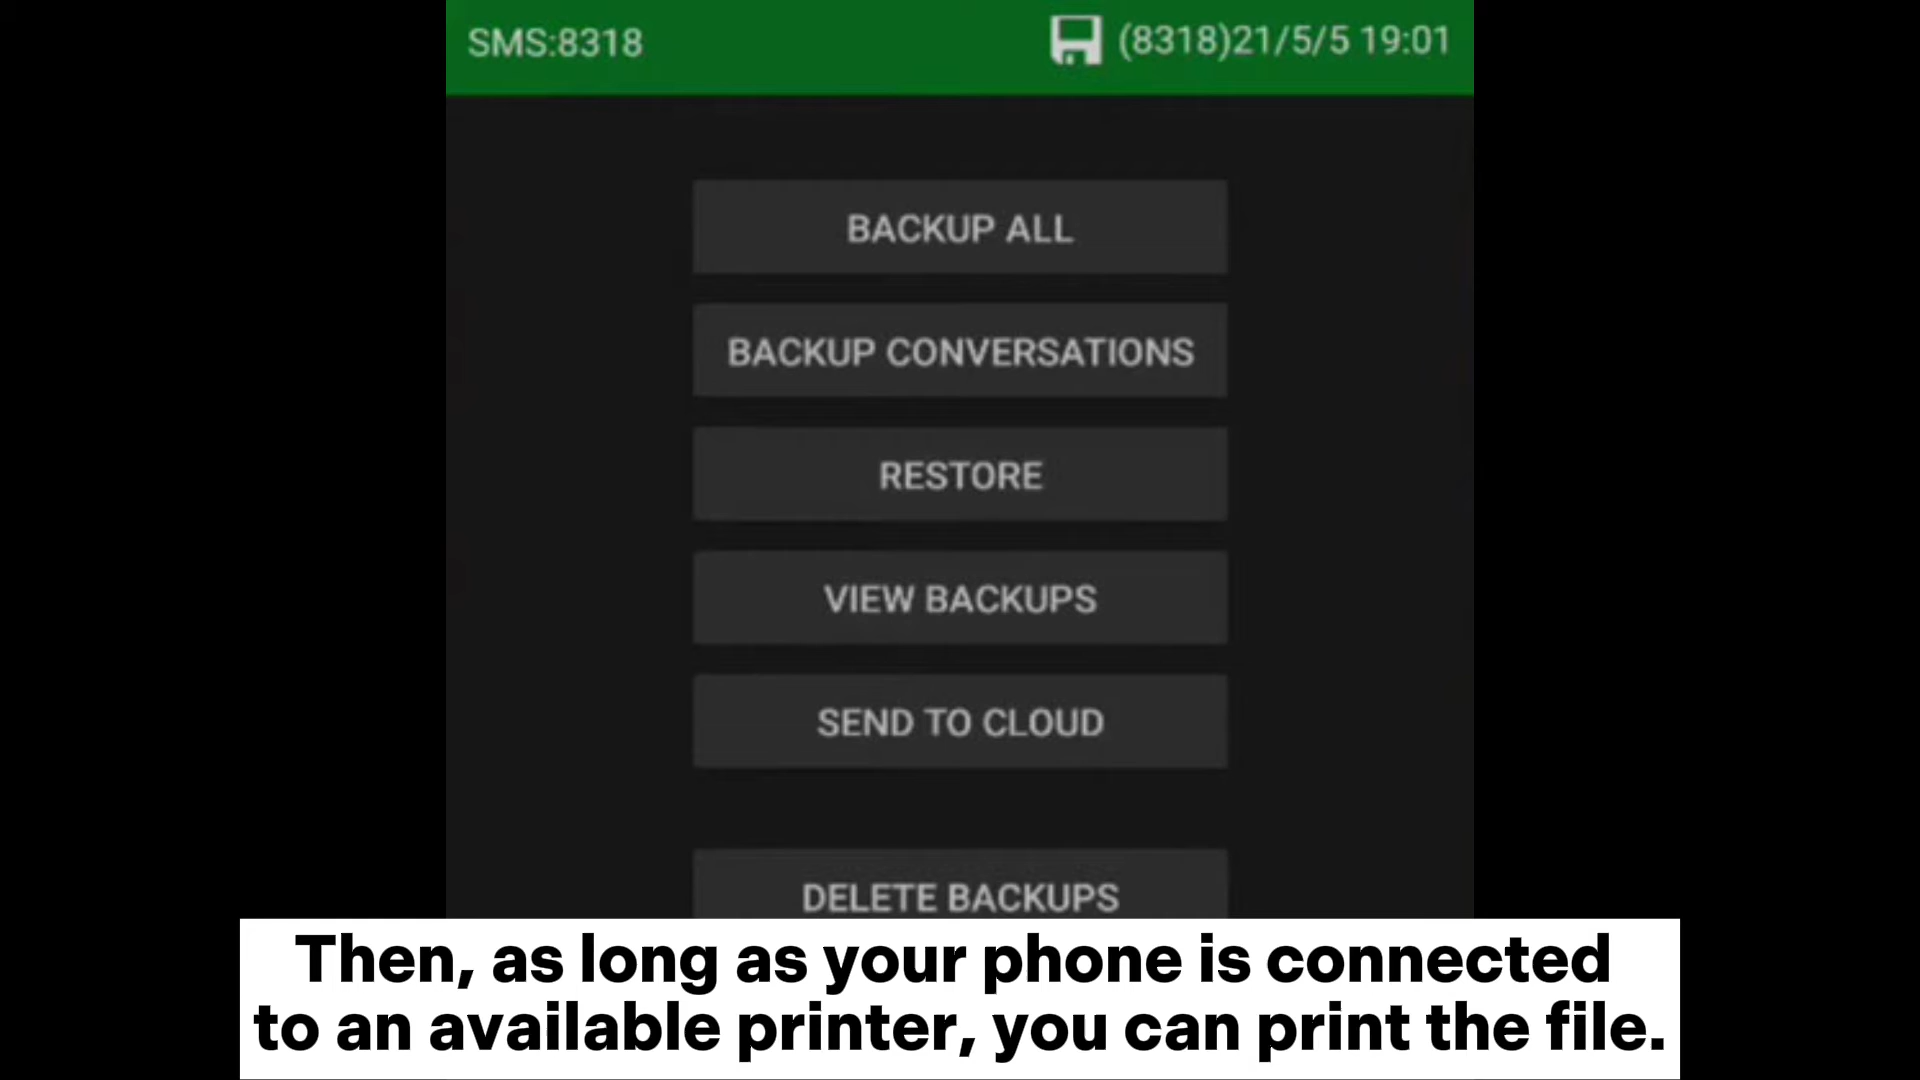 SMS:8318
(8318)21/5/5 19:01
BACKUP ALL
BACKUP CONVERSATIONS
RESTORE
VIEW BACKUPS
SEND TO CLOUD
DELETE BACKUPS
Then, as long as your phone is connected
to an available printer, you can print the file.